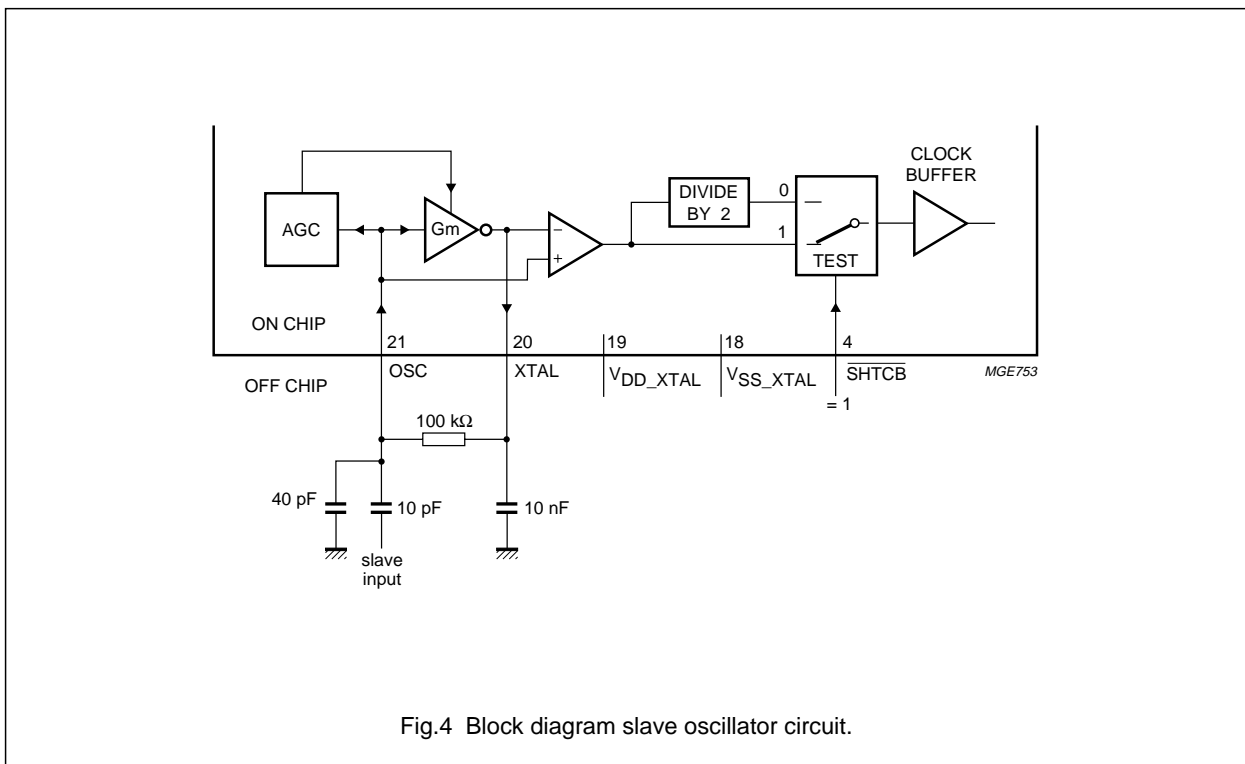 CLOCK
BUFFER
DIVIDE
BY 2
0
1
AGC
Gm
−
+
TEST
ON CHIP
21
20
19
18
4
OFF CHIP
OSC
XTAL
VDD_XTAL
VSS_XTAL
SHTCB
MGE753
= 1
100 kΩ
40 pF
10 pF
10 nF
slave
input
Fig.4 Block diagram slave oscillator circuit.